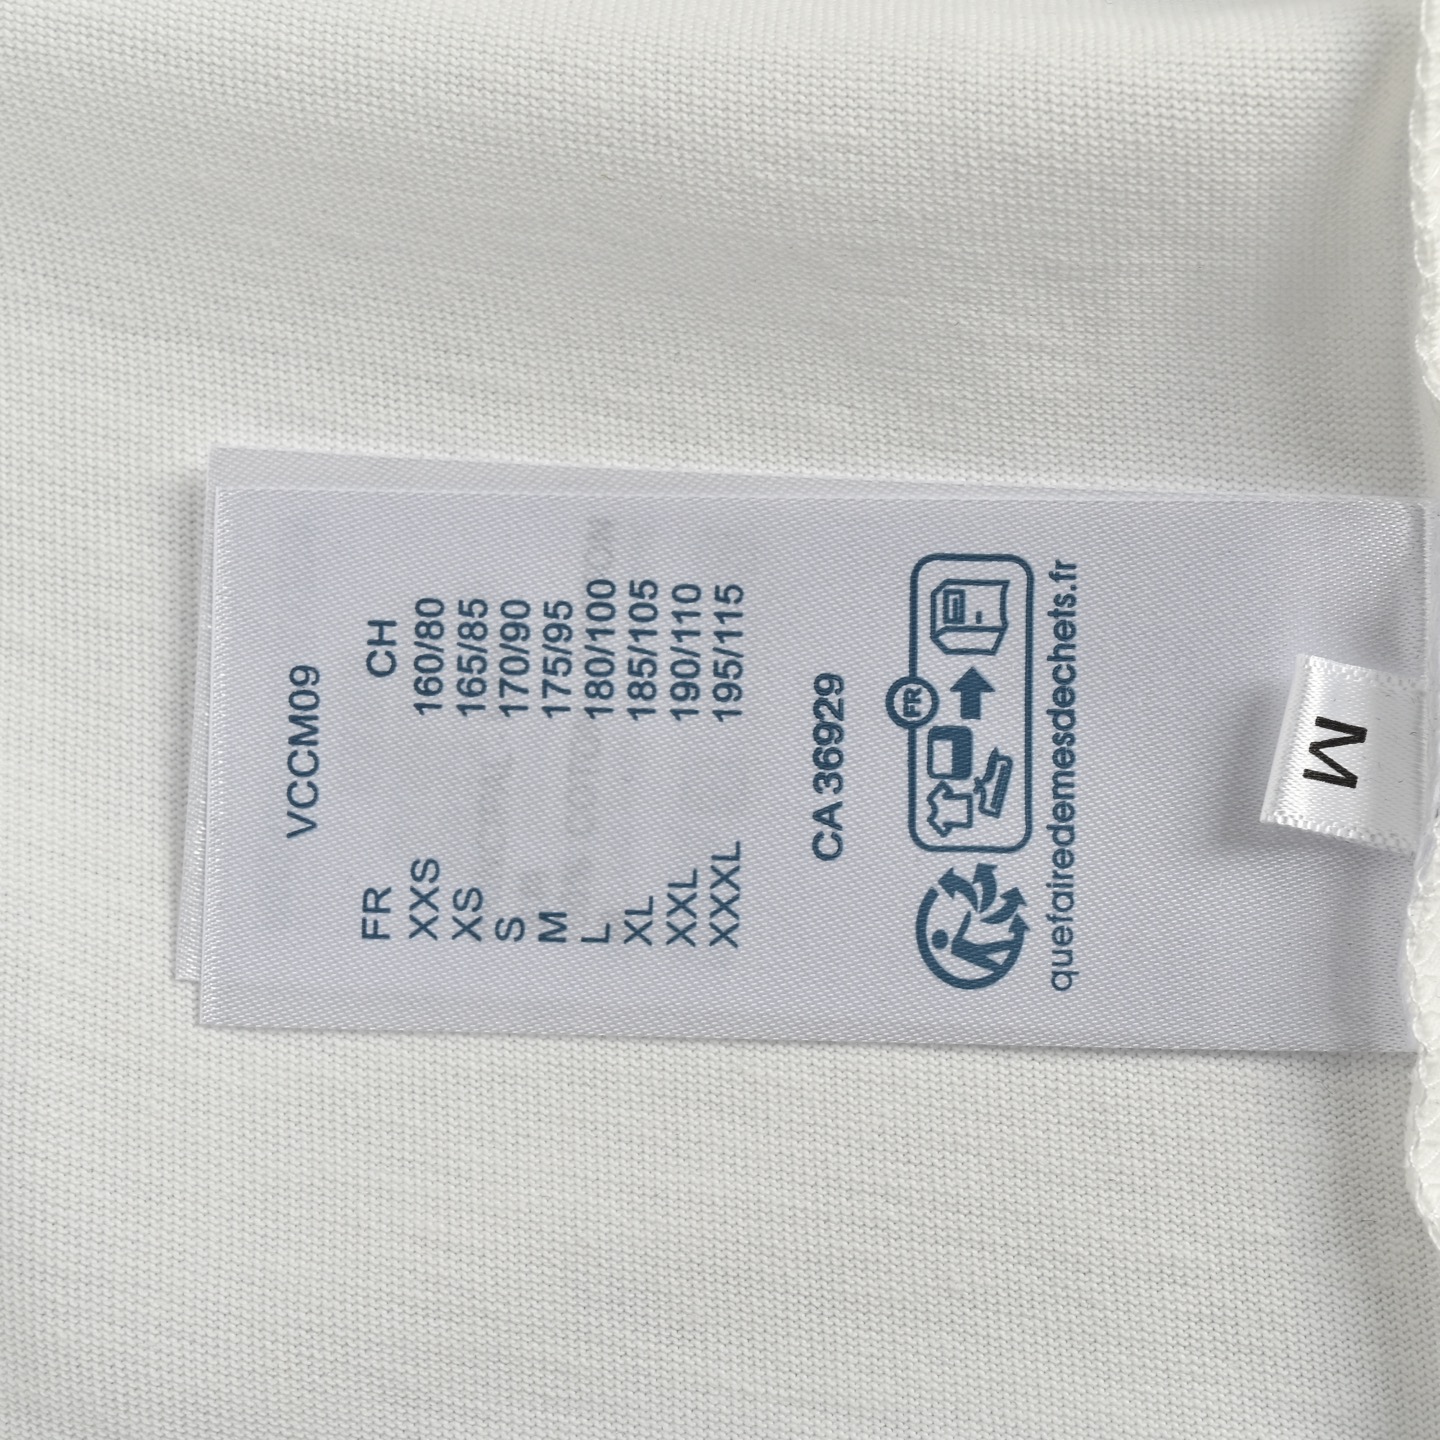 VCCM09
FR CH
XXS 160/80
XS 165/85
S 170/90
M 175/95
L 180/100
XL 185/105
XXL 190/110
XXXL 195/115
CA 36929
FR
quefairedemesdechets.fr
M